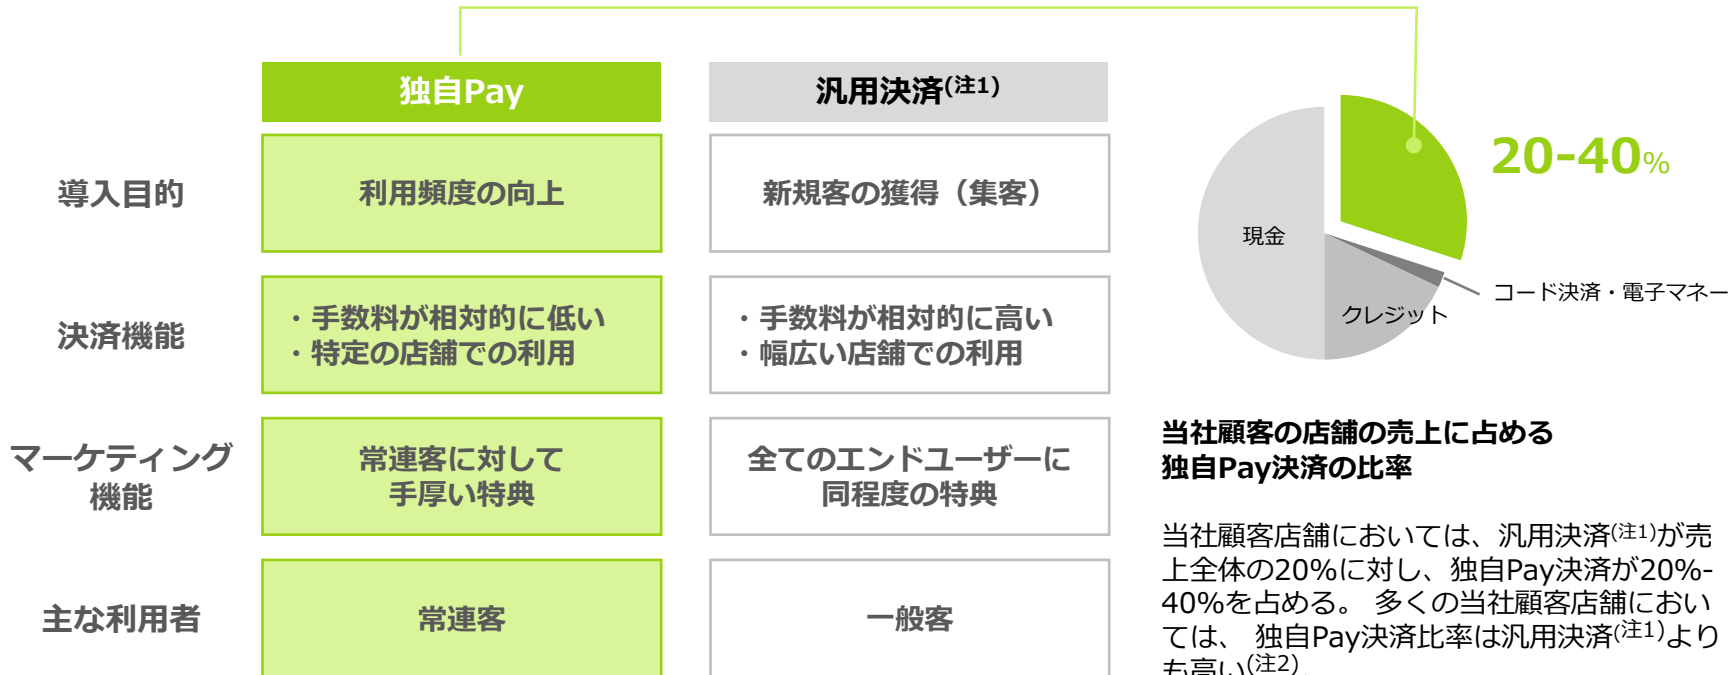 独自Pay
汎用決済(注1)
導入目的
利用頻度の向上
新規客の獲得（集客）
決済機能
・手数料が相対的に低い
・特定の店舗での利用
・手数料が相対的に高い
・幅広い店舗での利用
マーケティング
機能
常連客に対して
手厚い特典
全てのエンドユーザーに
同程度の特典
主な利用者
常連客
一般客
20-40%
現金
クレジット
コード決済・電子マネー
当社顧客の店舗の売上に占める
独自Pay決済の比率
当社顧客店舗においては、汎用決済(注1)が売
上全体の20%に対し、独自Pay決済が20%-
40%を占める。 多くの当社顧客店舗におい
ては、 独自Pay決済比率は汎用決済(注1)より
も高い(注2)。